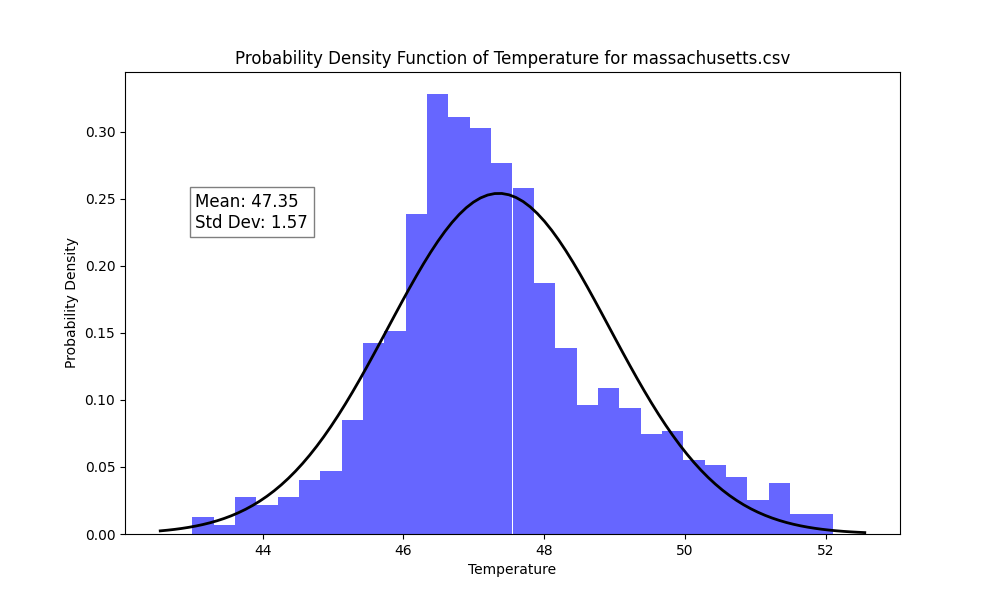 Probability Density Function of Temperature for massachusetts.csv
Probability Density
0.30
0.25
0.20
0.15
0.10
0.05
0.00
Mean: 47.35
Std Dev: 1.57
44
46
48
50
52
Temperature